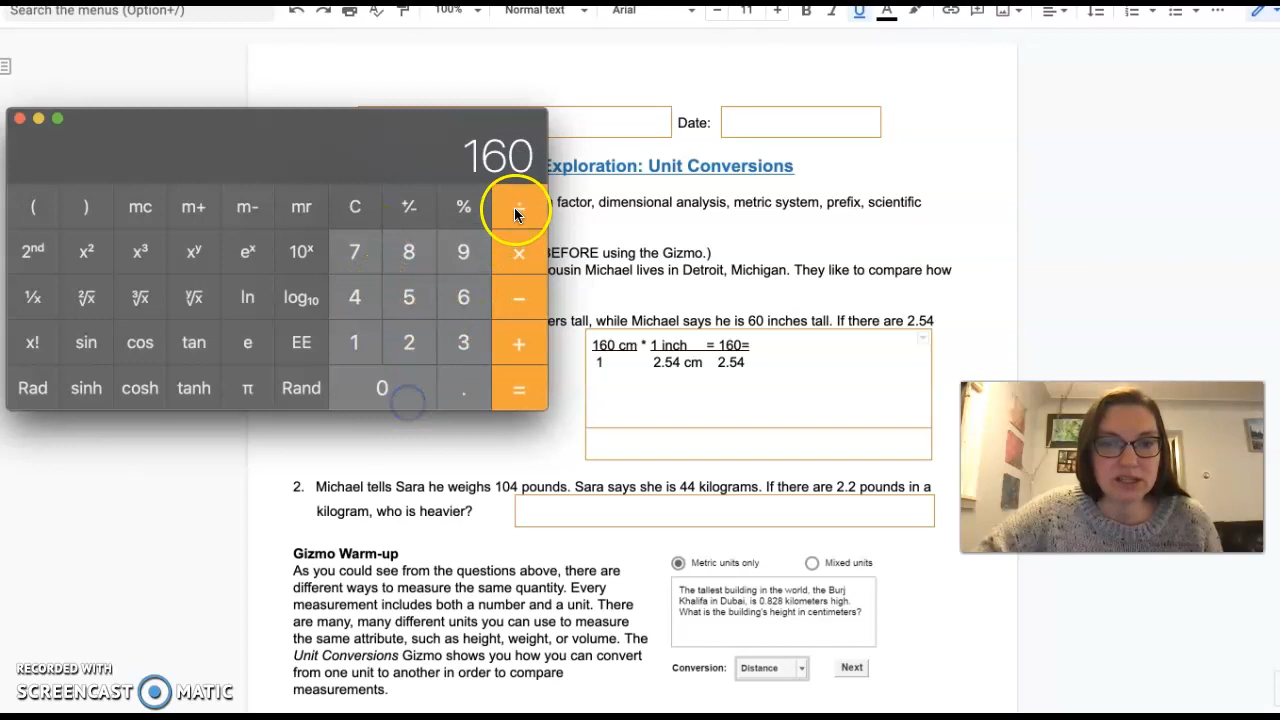 Search the menus (Option+/)
100%
Normal text
Arial
11
B I U A
160
( ) mc m+ m- mr C +/- % ÷
2nd x² x³ xʸ eˣ 10ˣ 7 8 9 ×
¹/x ²√x ³√x ʸ√x ln log₁₀ 4 5 6 −
x! sin cos tan e EE 1 2 3 +
Rad sinh cosh tanh π Rand 0 . =
Date:
Exploration: Unit Conversions
factor, dimensional analysis, metric system, prefix, scientific
BEFORE using the Gizmo.)
ousin Michael lives in Detroit, Michigan. They like to compare how
ers tall, while Michael says he is 60 inches tall. If there are 2.54
160 cm * 1 inch = 160=
1 2.54 cm 2.54
2. Michael tells Sara he weighs 104 pounds. Sara says she is 44 kilograms. If there are 2.2 pounds in a
kilogram, who is heavier?
Gizmo Warm-up
As you could see from the questions above, there are
different ways to measure the same quantity. Every
measurement includes both a number and a unit. There
are many, many different units you can use to measure
the same attribute, such as height, weight, or volume. The
Unit Conversions Gizmo shows you how you can convert
from one unit to another in order to compare
measurements.
Metric units only
Mixed units
The tallest building in the world, the Burj
Khalifa in Dubai, is 0.828 kilometers high.
What is the building's height in centimeters?
Conversion: Distance
Next
RECORDED WITH
SCREENCAST MATIC